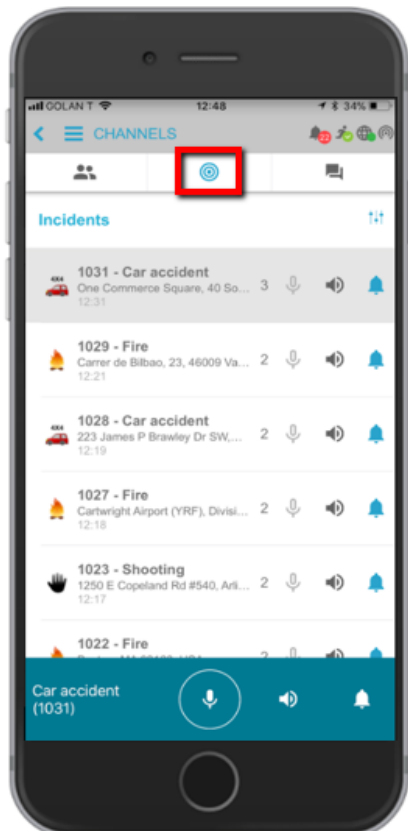 GOLAN T 12:48 34%
CHANNELS 22
Incidents
4X4 1031 - Car accident
One Commerce Square, 40 So... 3
12:31
1029 - Fire
Carrer de Bilbao, 23, 46009 Va... 2
12:21
4X4 1028 - Car accident
223 James P Brawley Dr SW,... 2
12:19
1027 - Fire
Cartwright Airport (YRF), Divisi... 2
12:18
1023 - Shooting
1250 E Copeland Rd #540, Arli... 2
12:17
1022 - Fire
2
Car accident
(1031)